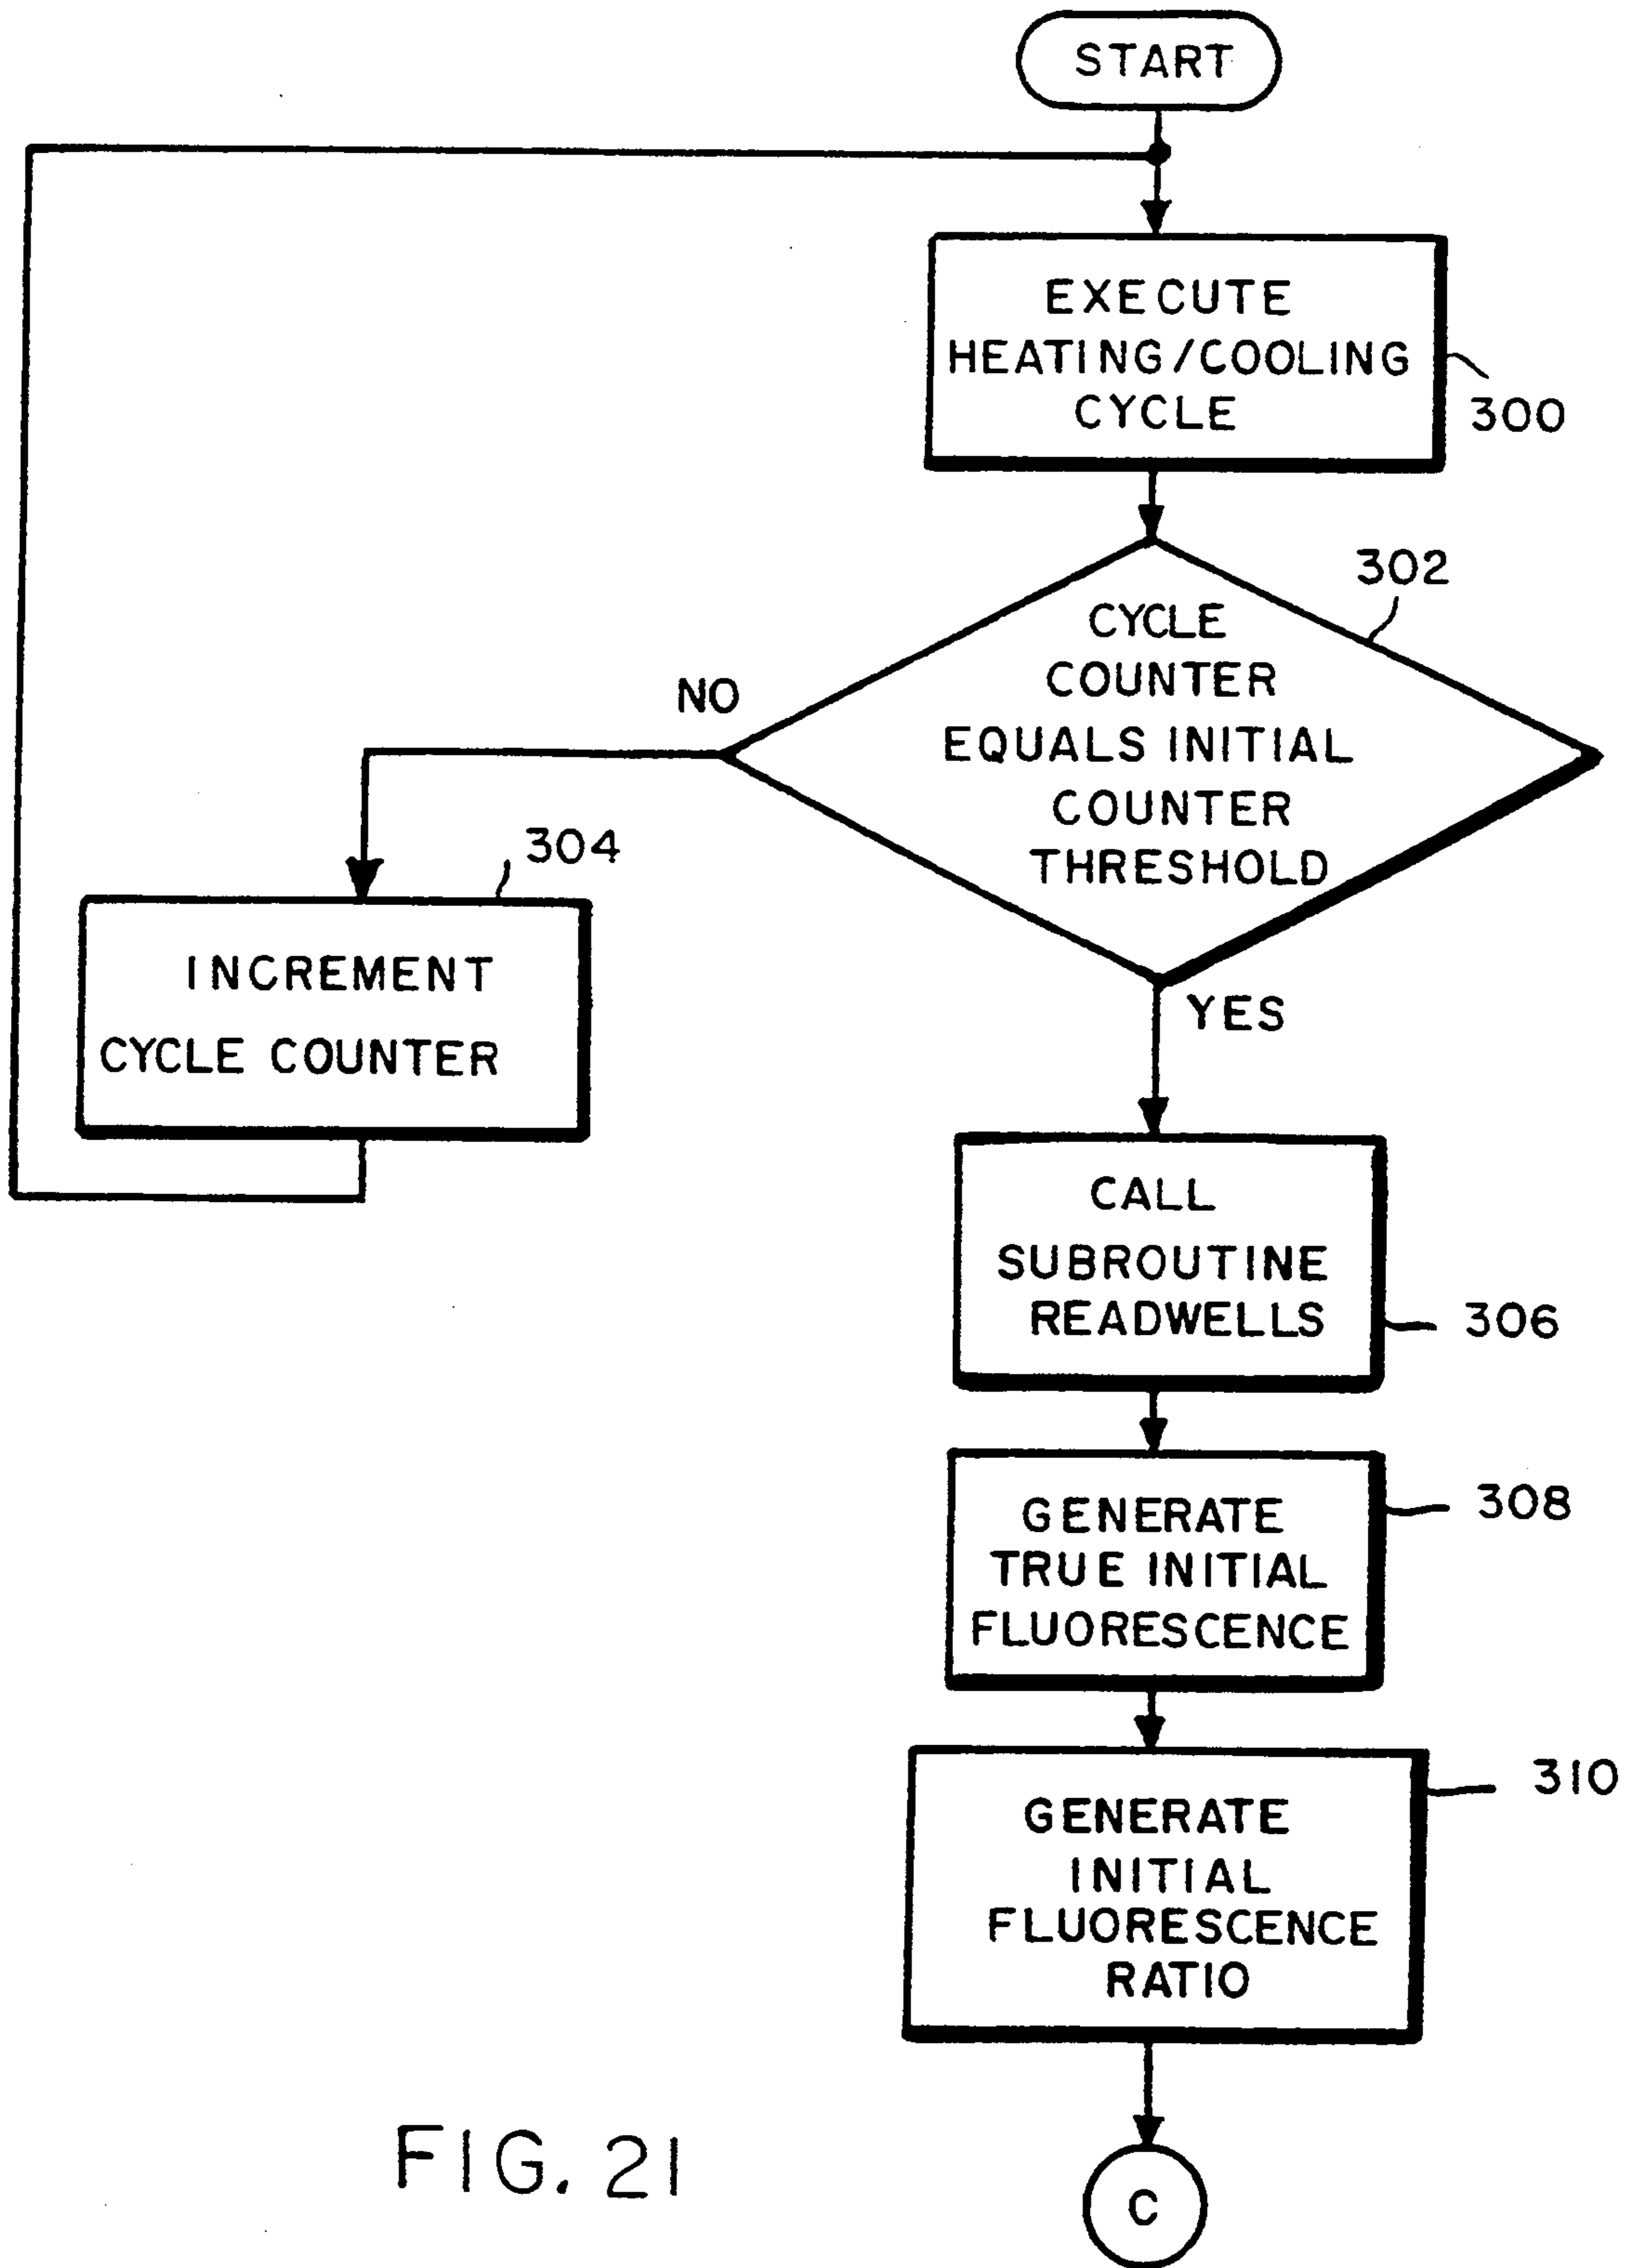 START
EXECUTE
HEATING/COOLING
CYCLE
300
302
CYCLE
COUNTER
EQUALS INITIAL
COUNTER
THRESHOLD
NO
304
INCREMENT
CYCLE COUNTER
YES
CALL
SUBROUTINE
READWELLS
306
GENERATE
TRUE INITIAL
FLUORESCENCE
308
GENERATE
INITIAL
FLUORESCENCE
RATIO
310
C
FIG. 21